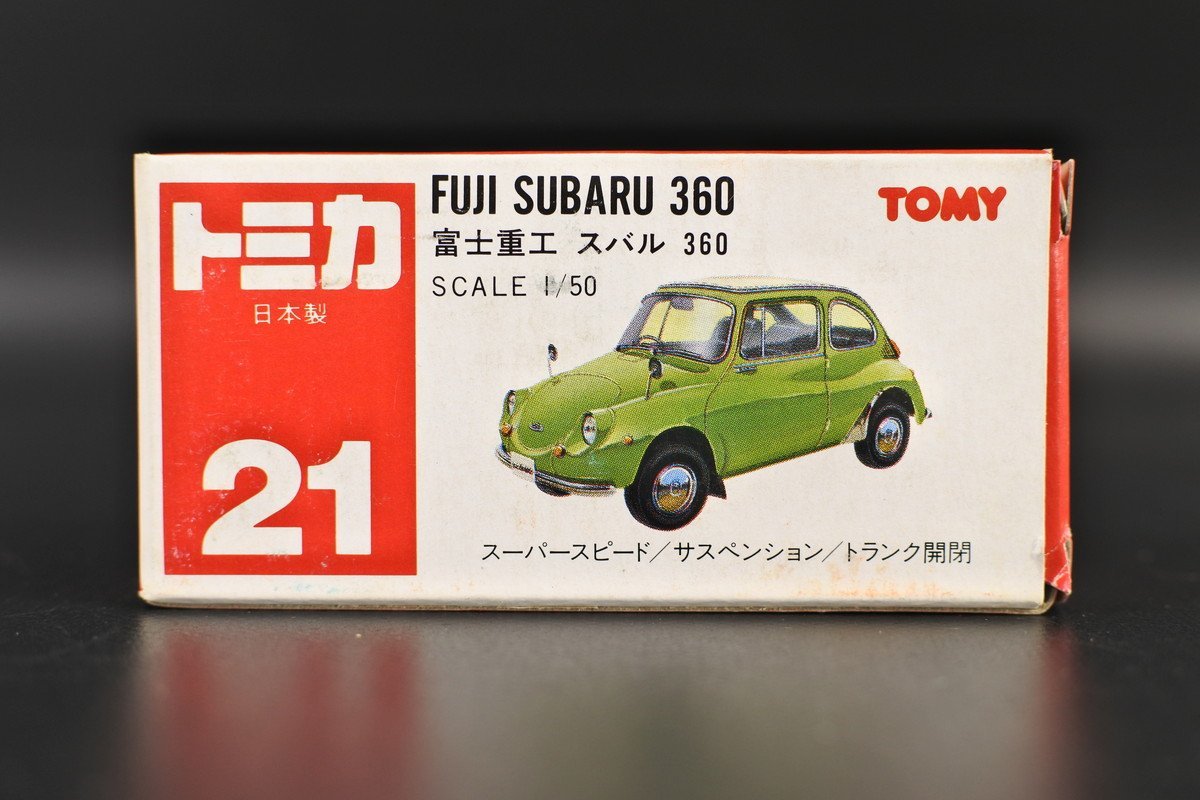 トミカ
日本製
21
FUJI SUBARU 360
富士重工 スバル 360
SCALE 1/50
TOMY
スーパースピード/サスペンション/トランク開閉